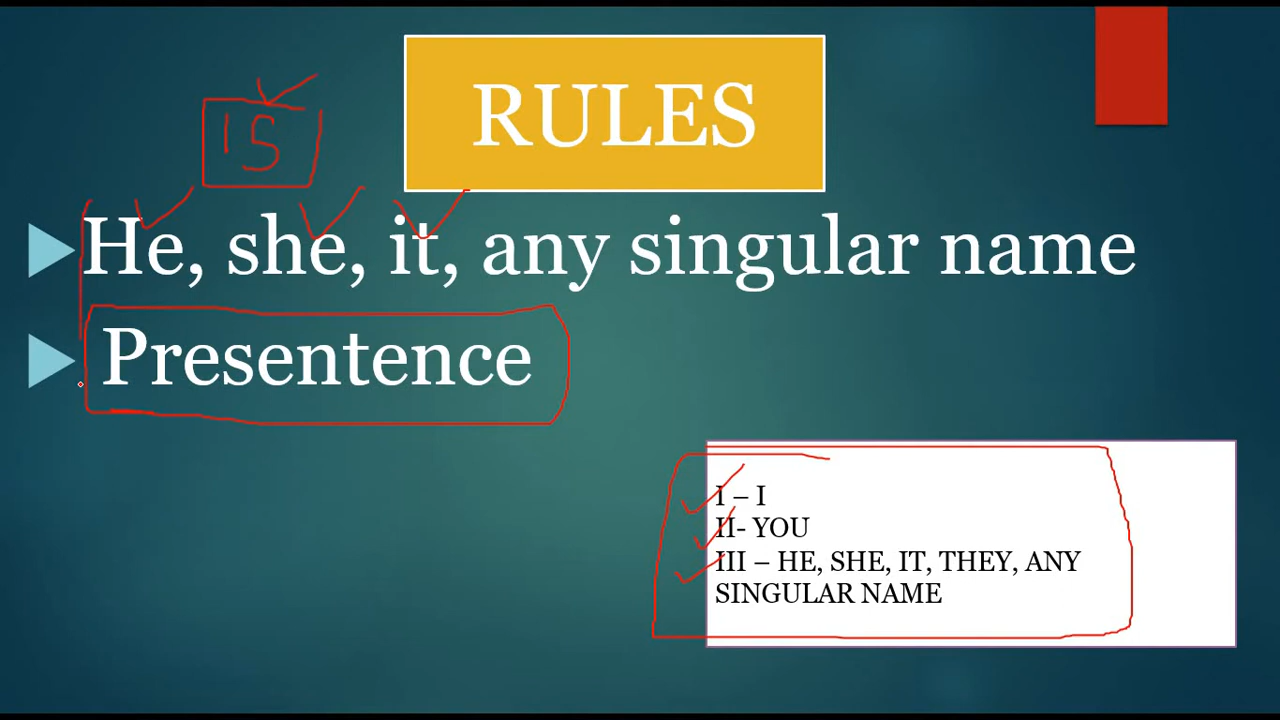 RULES
IS
He, she, it, any singular name
Presentence
I – I
II- YOU
III – HE, SHE, IT, THEY, ANY
SINGULAR NAME